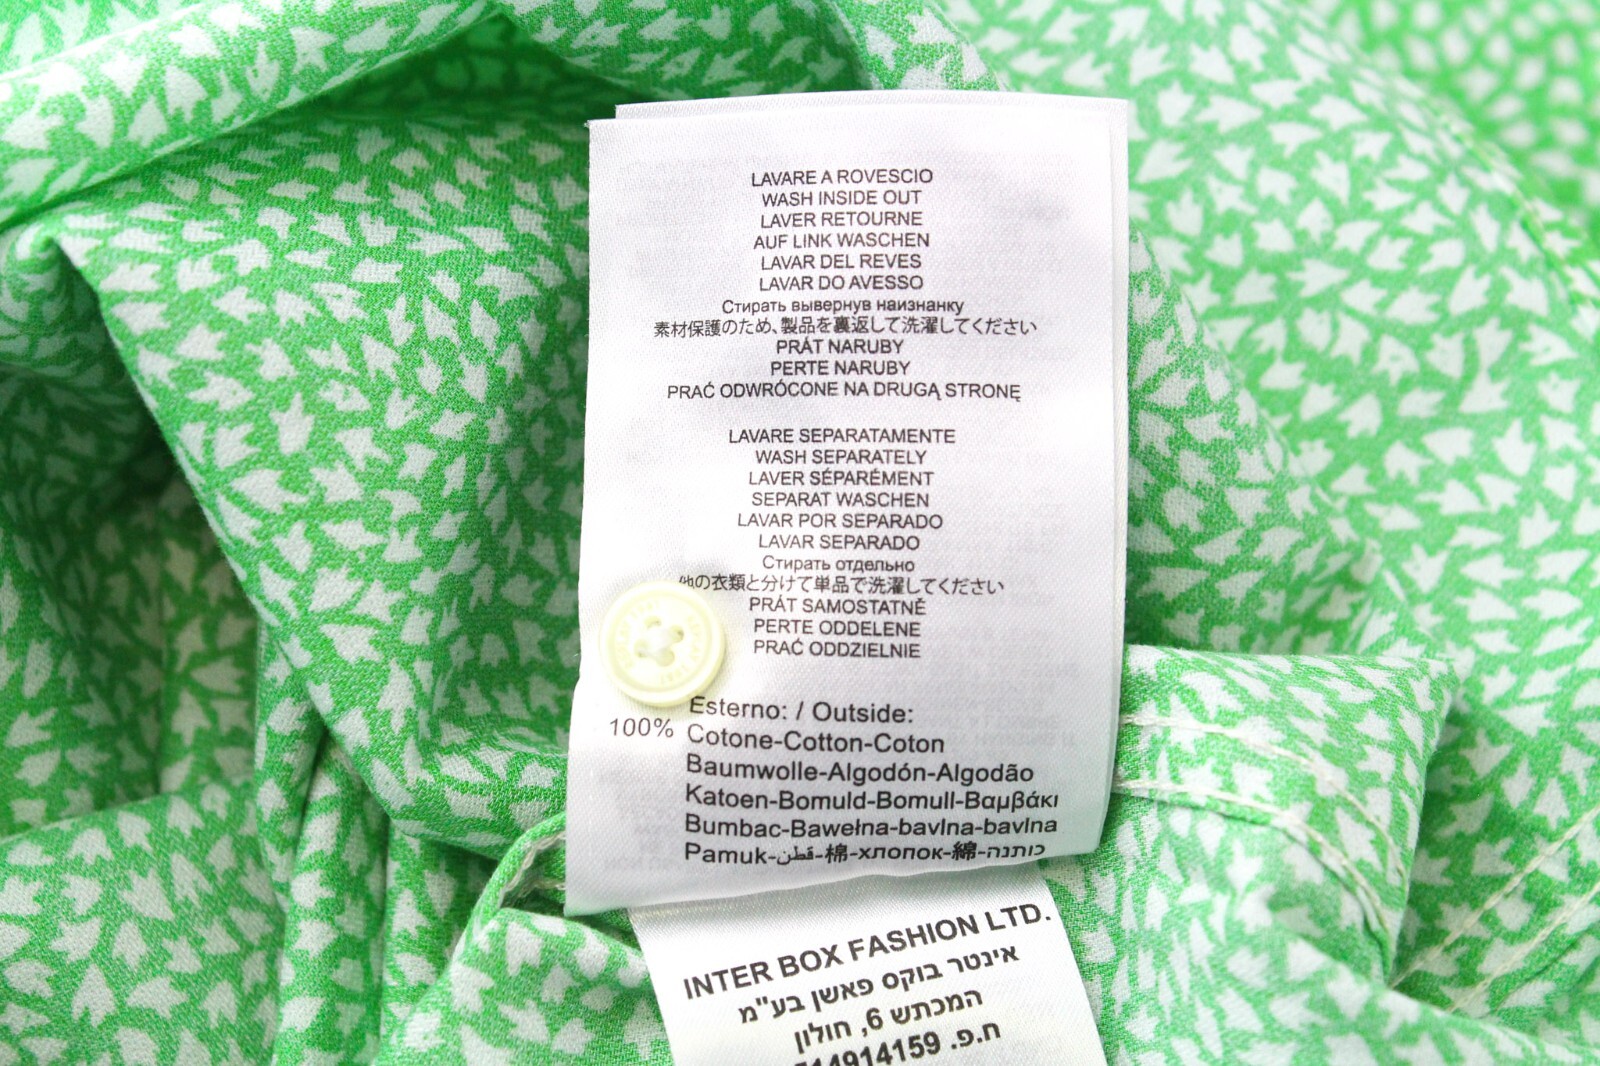 LAVARE A ROVESCIO
WASH INSIDE OUT
LAVER RETOURNE
AUF LINK WASCHEN
LAVAR DEL REVES
LAVAR DO AVESSO
Стирать вывернув наизнанку
素材保護のため、製品を裏返して洗濯してください
PRÁT NARUBY
PERTE NARUBY
PRAĆ ODWRÓCONE NA DRUGĄ STRONĘ
LAVARE SEPARATAMENTE
WASH SEPARATELY
LAVER SÉPARÉMENT
SEPARAT WASCHEN
LAVAR POR SEPARADO
LAVAR SEPARADO
Стирать отдельно
他の衣類と分けて単品で洗濯してください
PRÁT SAMOSTATNĚ
PERTE ODDELENE
PRAĆ ODDZIELNIE
Esterno: / Outside:
100% Cotone-Cotton-Coton
Baumwolle-Algodón-Algodão
Katoen-Bomuld-Bomull-Βαμβάκι
Bumbac-Bawełna-bavlna-bavlna
Pamuk-قطن-棉-хлопок-綿-כותנה
INTER BOX FASHION LTD.
אינטר בוקס פאשן בע"מ
המכתש 6, חולון
ח.פ. 514914159